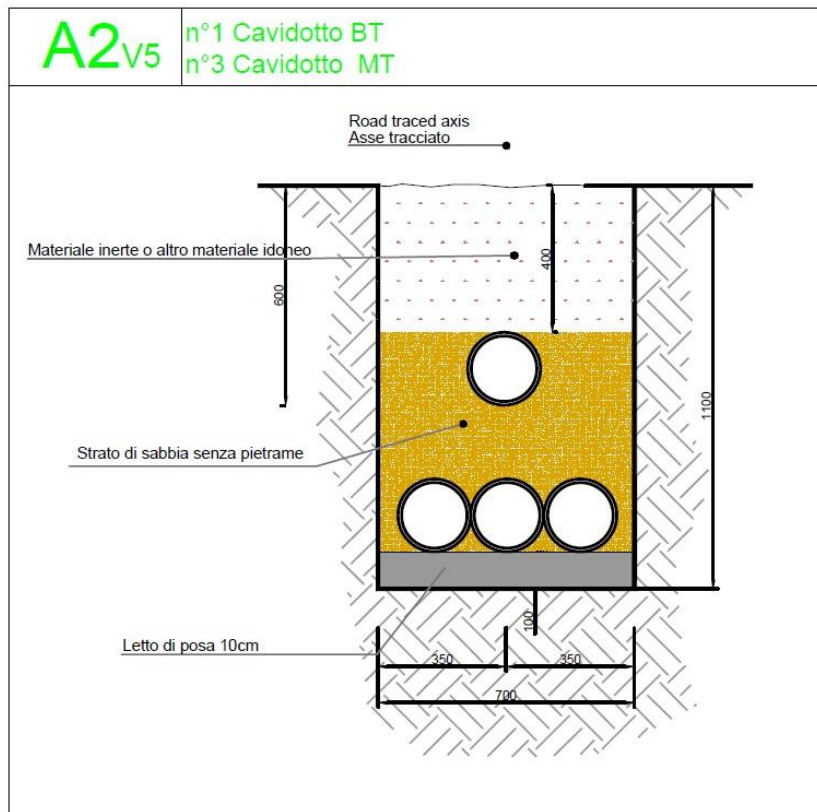 A2V5
n°1 Cavidotto BT
n°3 Cavidotto MT
Road traced axis
Asse tracciato
Materiale inerte o altro materiale idoneo
400
600
1100
Strato di sabbia senza pietrame
100
Letto di posa 10cm
350
350
700